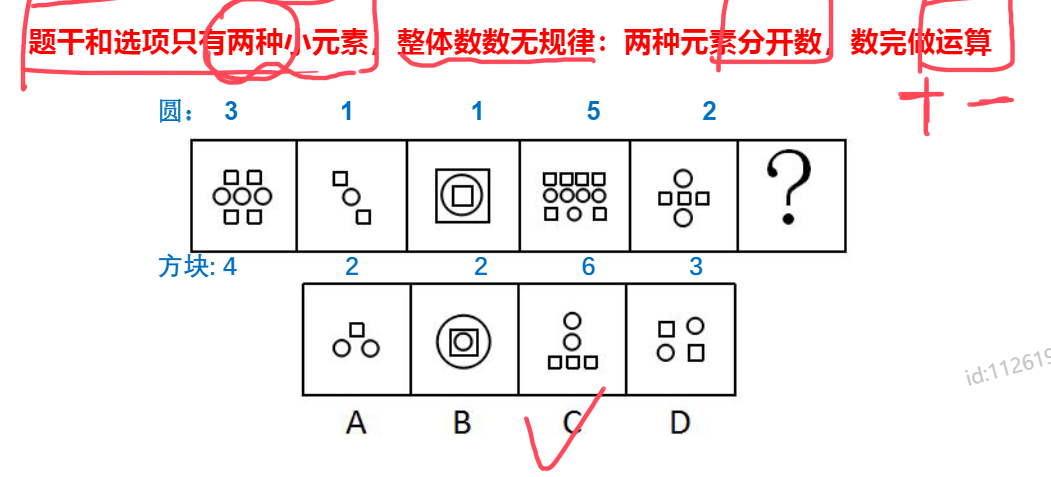 题干和选项只有两种小元素，整体数数无规律：两种元素分开数，数完做运算
+ -
圆： 3 1 1 5 2
?
方块: 4 2 2 6 3
A B C D
id:112619